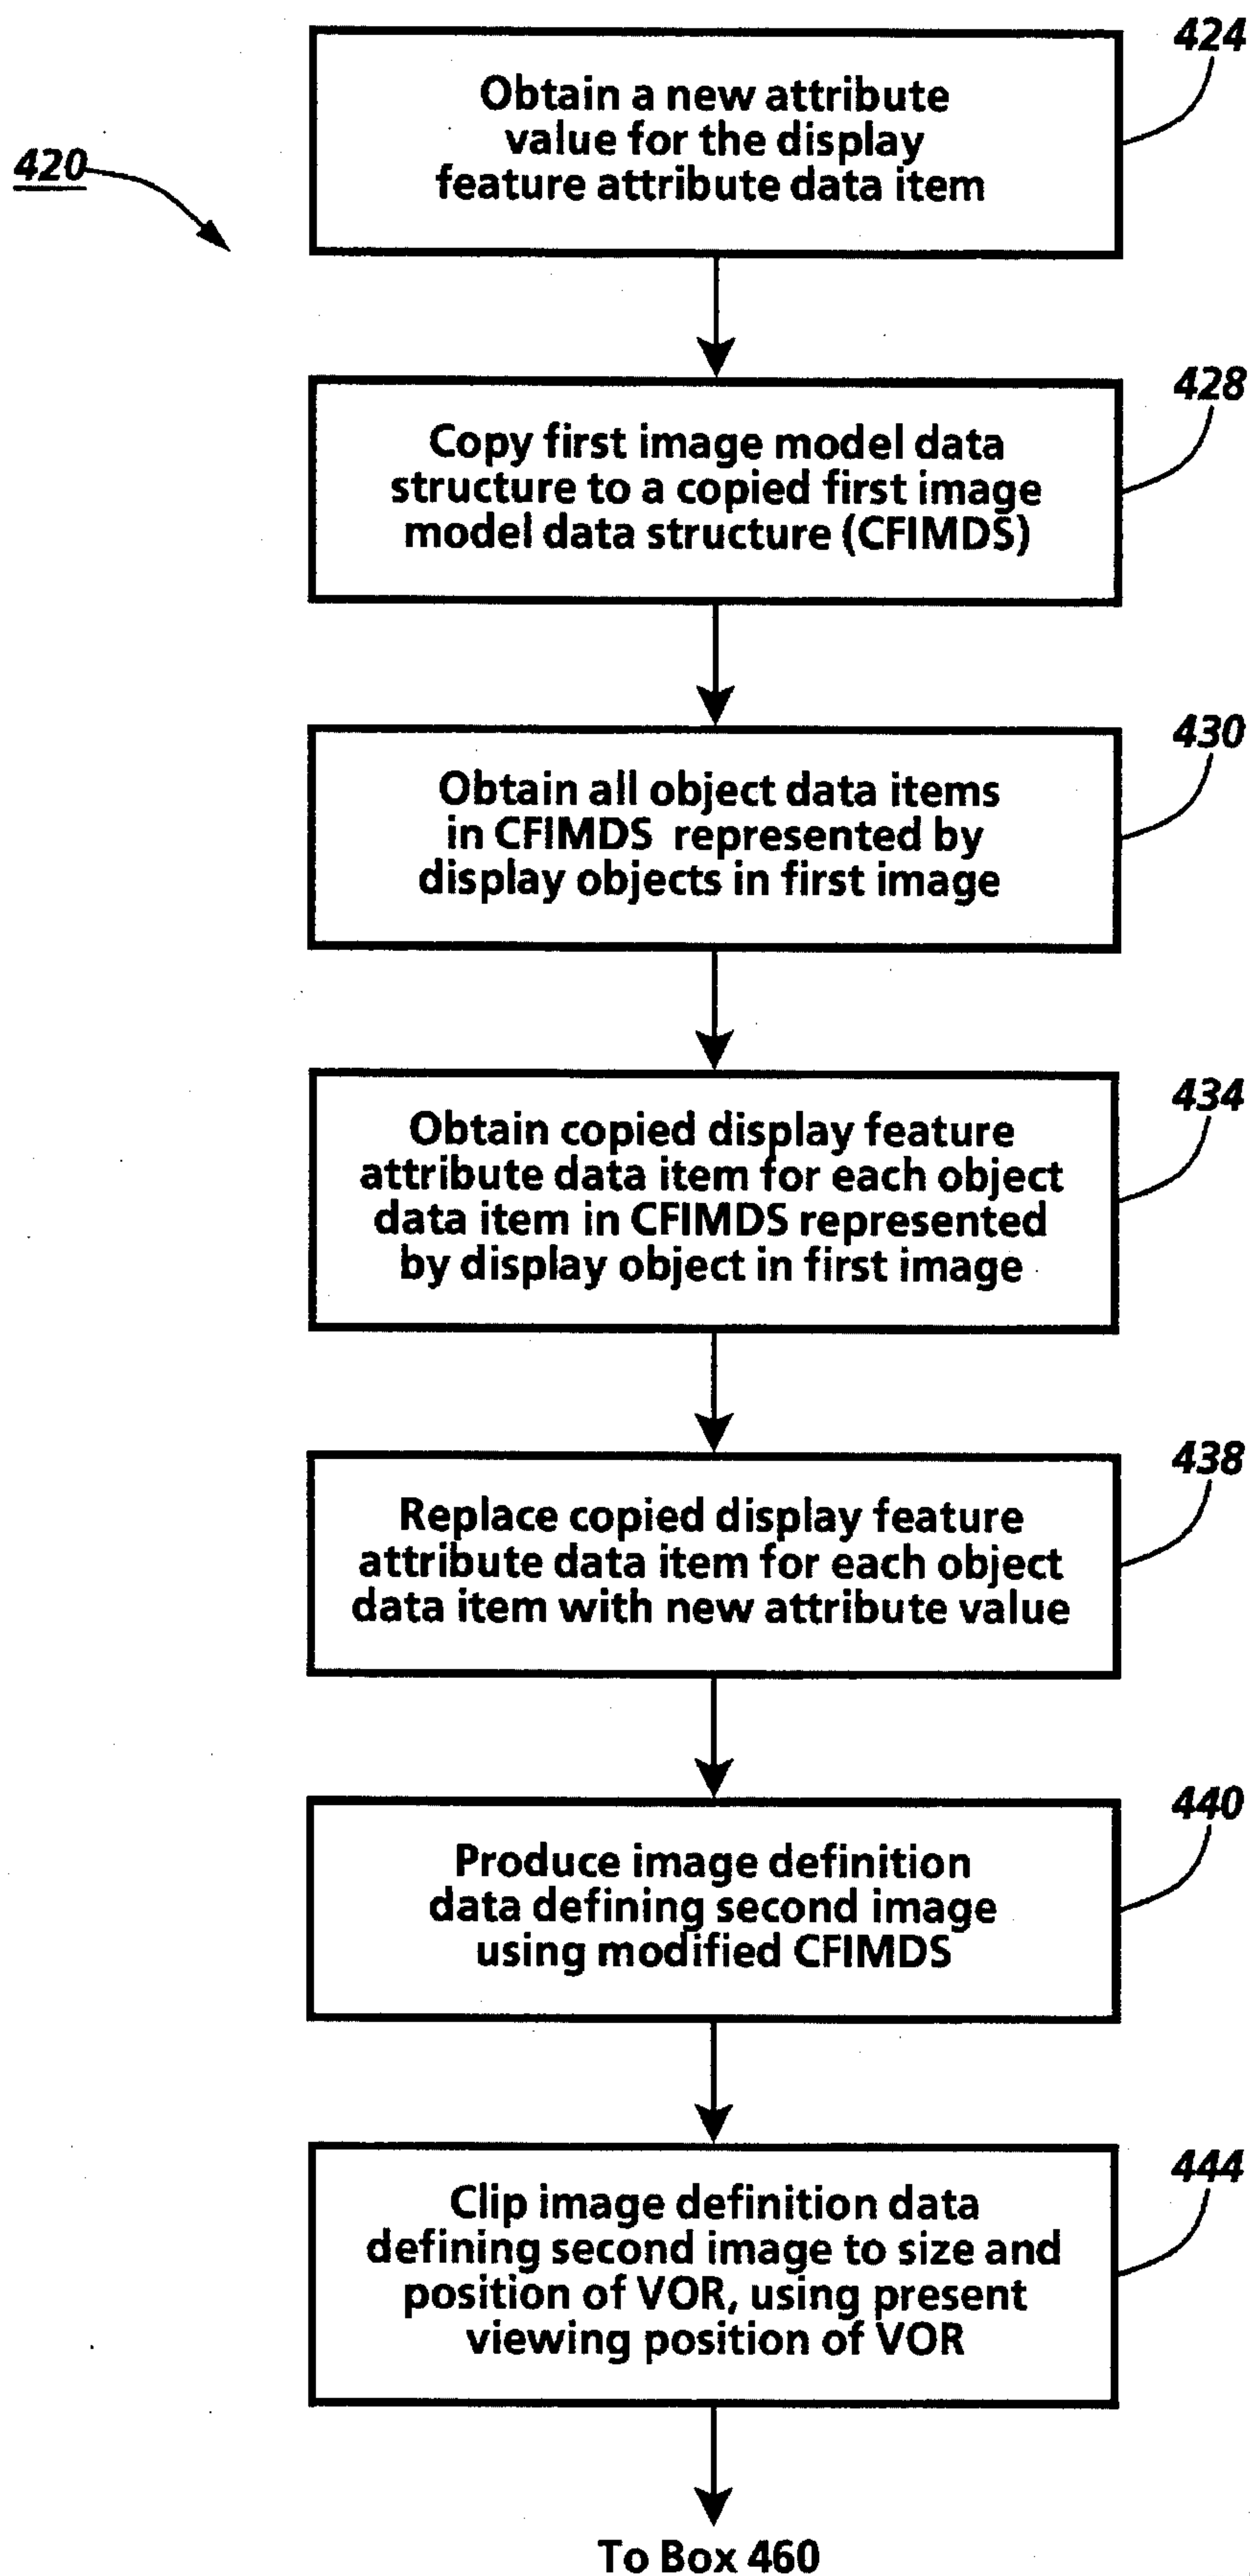 424
Obtain a new attribute
value for the display
feature attribute data item
420
428
Copy first image model data
structure to a copied first image
model data structure (CFIMDS)
430
Obtain all object data items
in CFIMDS represented by
display objects in first image
434
Obtain copied display feature
attribute data item for each object
data item in CFIMDS represented
by display object in first image
438
Replace copied display feature
attribute data item for each object
data item with new attribute value
440
Produce image definition
data defining second image
using modified CFIMDS
444
Clip image definition data
defining second image to size and
position of VOR, using present
viewing position of VOR
To Box 460